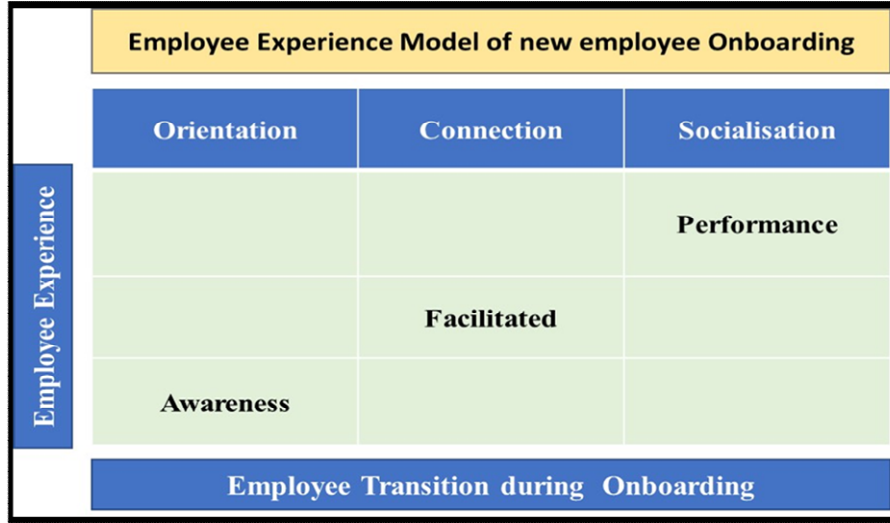 Employee Experience Model of new employee Onboarding
Orientation
Connection
Socialisation
Employee Experience
Performance
Facilitated
Awareness
Employee Transition during Onboarding